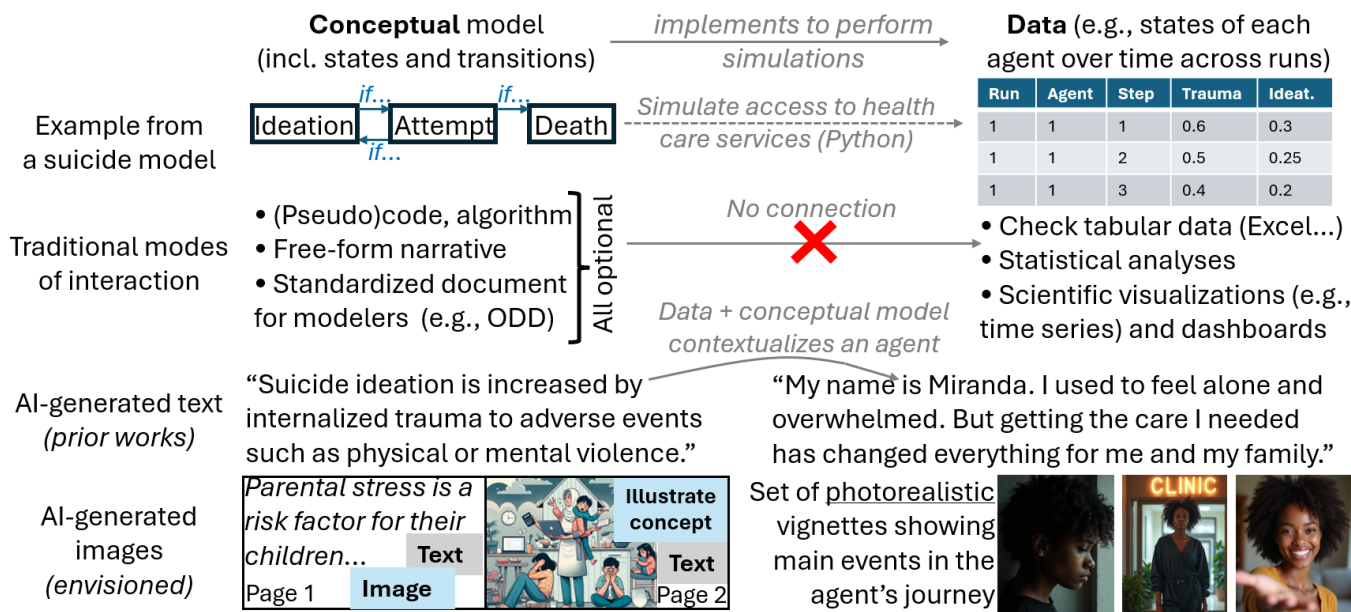 Conceptual model
(incl. states and transitions)
implements to perform
simulations
Data (e.g., states of each
agent over time across runs)
Example from
a suicide model
Ideation
if...
Attempt
if...
Death
if...
Simulate access to health
care services (Python)
Run Agent Step Trauma Ideat.
1 1 1 0.6 0.3
1 1 2 0.5 0.25
1 1 3 0.4 0.2
Traditional modes
of interaction
• (Pseudo)code, algorithm
• Free-form narrative
• Standardized document
for modelers (e.g., ODD)
All optional
No connection
• Check tabular data (Excel...)
• Statistical analyses
• Scientific visualizations (e.g.,
time series) and dashboards
Data + conceptual model
contextualizes an agent
AI-generated text
(prior works)
“Suicide ideation is increased by
internalized trauma to adverse events
such as physical or mental violence.”
“My name is Miranda. I used to feel alone and
overwhelmed. But getting the care I needed
has changed everything for me and my family.”
AI-generated
images
(envisioned)
Parental stress is a
risk factor for their
children...
Text
Page 1
Image
Illustrate
concept
Text
Page 2
Set of photorealistic
vignettes showing
main events in the
agent’s journey
CLINIC